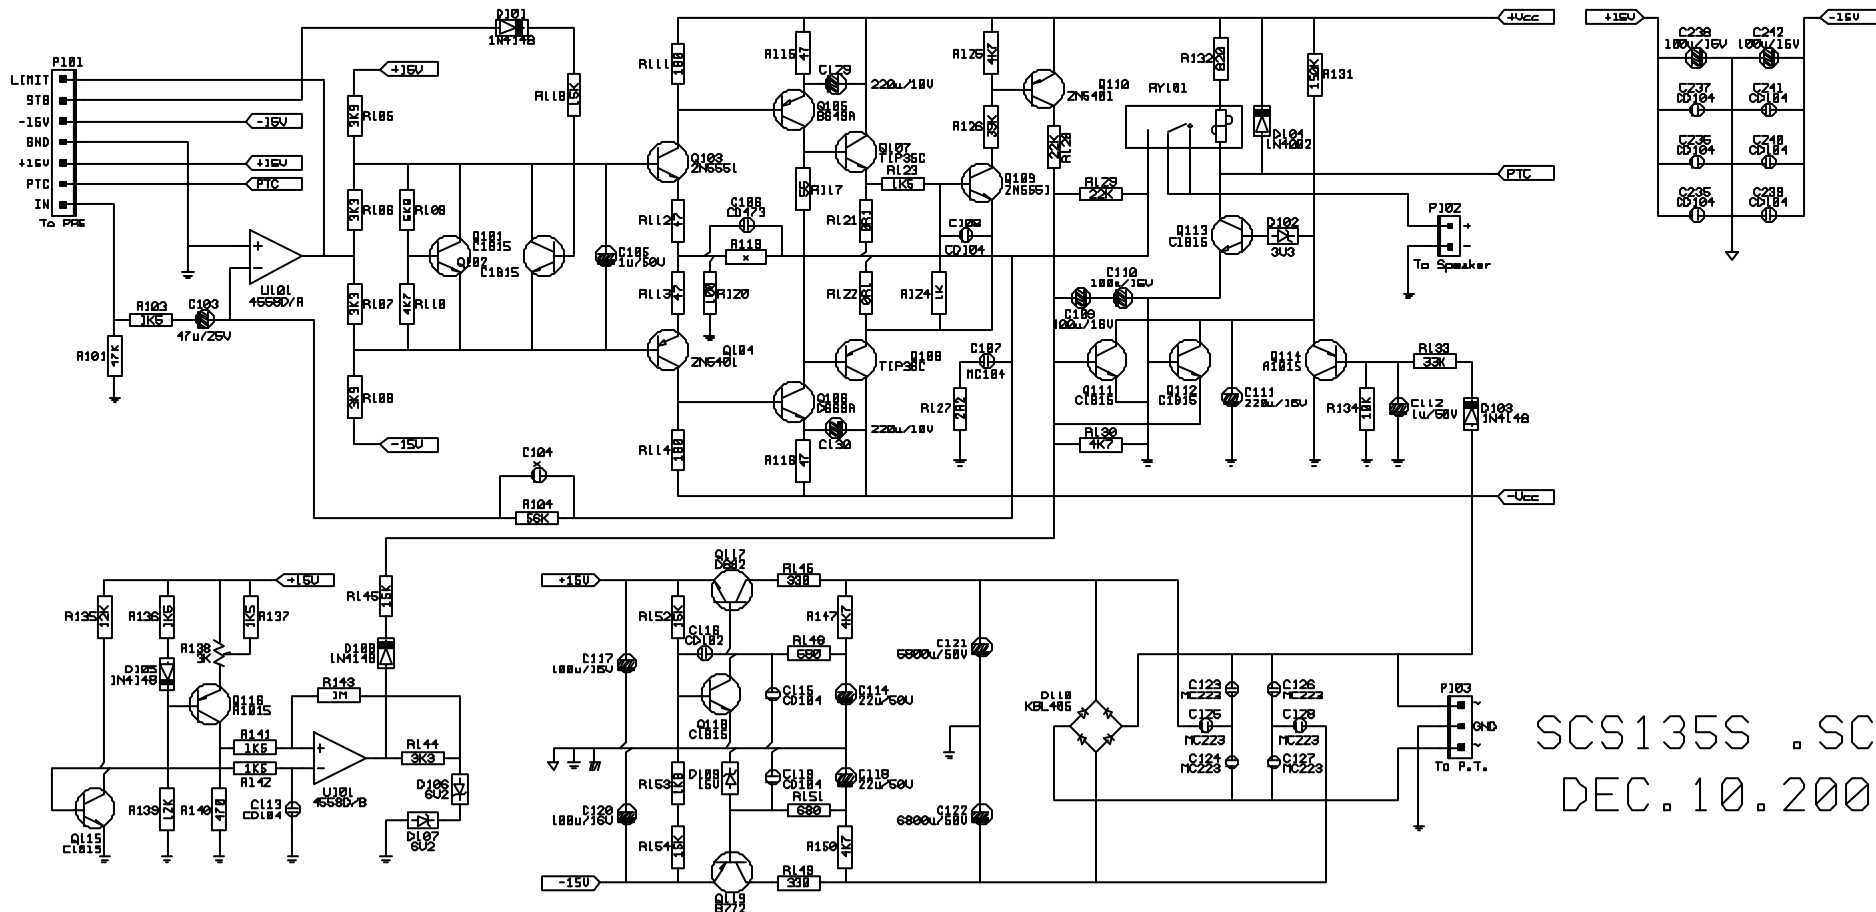 P101
LIMIT
STB
-15V
GND
+15V
PTC
IN
To PRE
-15V
+15V
PTC
R101
47K
R103
1K5
C103
47u/25V
U101
4558D/A
D101
1N4148
+15V
3K9
R105
R106
3K3
R107
3K3
R108
3K9
-15V
R109
R110
4K7
Q101
C1815
Q102
C1815
R118
15K
C105
1u/50V
C104
x
R104
56K
R111
100
Q103
2N5551
R112
47
R113
47
Q104
2N5401
R114
100
C106
CD473
R119
x
R120
100
R115
47
C129
220u/10V
Q105
B649A
R117
Q106
D669A
C130
220u/10V
R116
47
Q107
TIP35C
R121
0R1
R122
0R1
Q108
TIP36C
R123
1K5
C108
CD104
R124
1K
R125
4K7
R126
39K
Q109
2N5551
C107
MC104
R127
2R2
Q110
2N5401
R128
22K
R129
22K
RY101
R132
820
D104
1N4002
R131
150K
+Vcc
PTC
-Vcc
Q113
C1815
D102
3V3
P102
+
-
To Speaker
C110
100u/16V
C109
100u/16V
Q111
C1815
Q112
C1815
R130
4K7
C111
220u/16V
Q114
A1015
R133
33K
R134
10K
C112
1u/50V
D103
1N4148
+15V
-15V
C238
100u/16V
C242
100u/16V
C237
CD104
C241
CD104
C236
CD104
C240
CD104
C235
CD104
C239
CD104
+15V
R135
12K
R136
1K5
R137
1K5
R138
D105
1N4148
Q116
A1015
R139
12K
R140
470
Q115
C1815
R141
1K5
1K5
R142
C113
CD104
R143
1M
U101
4558D/B
R144
3K3
R145
15K
D108
1N4148
D106
6V2
D107
6V2
+15V
-15V
C117
100u/16V
C120
100u/16V
Q117
D882
R146
330
R152
15K
C116
CD102
R148
680
R147
4K7
Q118
C1815
C115
CD104
C114
22u/50V
R153
1K8
D109
15V
C119
CD104
C118
22u/50V
R151
680
R154
15K
R150
4K7
Q119
B772
R149
330
C121
6800u/50V
C122
6800u/50V
D110
KBL406
C123
MC223
C126
MC223
C125
MC223
C128
MC223
C124
MC223
C127
MC223
P103
~
GND
~
To P.T.
SCS135S .SC
DEC.10.200